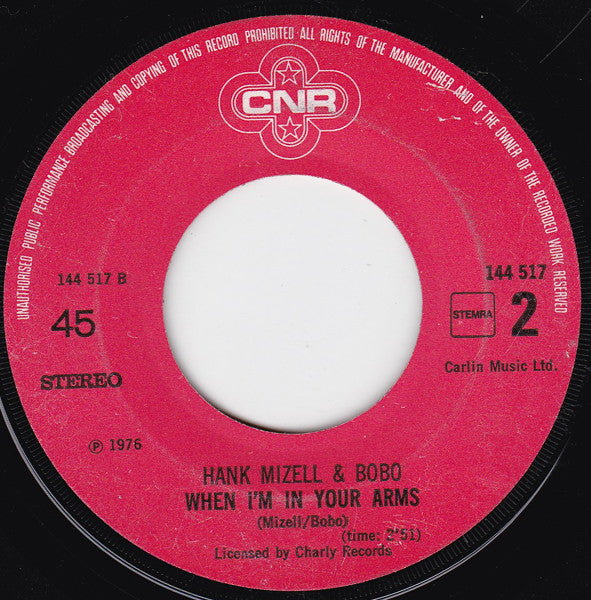 UNAUTHORISED PUBLIC PERFORMANCE BROADCASTING AND COPYING OF THIS RECORD PROHIBITED ALL RIGHTS OF THE MANUFACTURER AND OF THE OWNER OF THE RECORDED WORK RESERVED
CNR
144 517 B
144 517
45
STEMRA
2
STEREO
Carlin Music Ltd.
℗ 1976
HANK MIZELL & BOBO
WHEN I'M IN YOUR ARMS
(Mizell/Bobo)
(time: 2'51)
Licensed by Charly Records